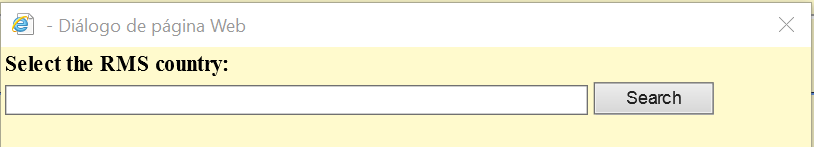 - Diálogo de página Web
Select the RMS country:
Search